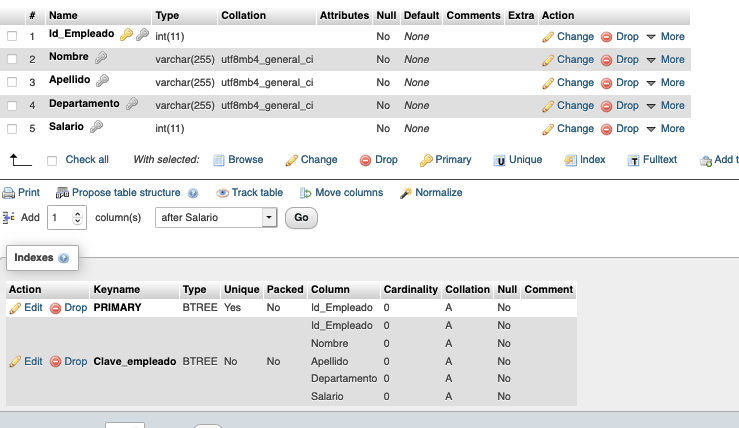 # Name Type Collation Attributes Null Default Comments Extra Action
1 Id_Empleado int(11) No None Change Drop More
2 Nombre varchar(255) utf8mb4_general_ci No None Change Drop More
3 Apellido varchar(255) utf8mb4_general_ci No None Change Drop More
4 Departamento varchar(255) utf8mb4_general_ci No None Change Drop More
5 Salario int(11) No None Change Drop More
Check all With selected: Browse Change Drop Primary Unique Index Fulltext Add t
Print Propose table structure Track table Move columns Normalize
Add 1 column(s) after Salario Go
Indexes
Action Keyname Type Unique Packed Column Cardinality Collation Null Comment
Edit Drop PRIMARY BTREE Yes No Id_Empleado 0 A No
Id_Empleado 0 A No
Nombre 0 A No
Edit Drop Clave_empleado BTREE No No Apellido 0 A No
Departamento 0 A No
Salario 0 A No